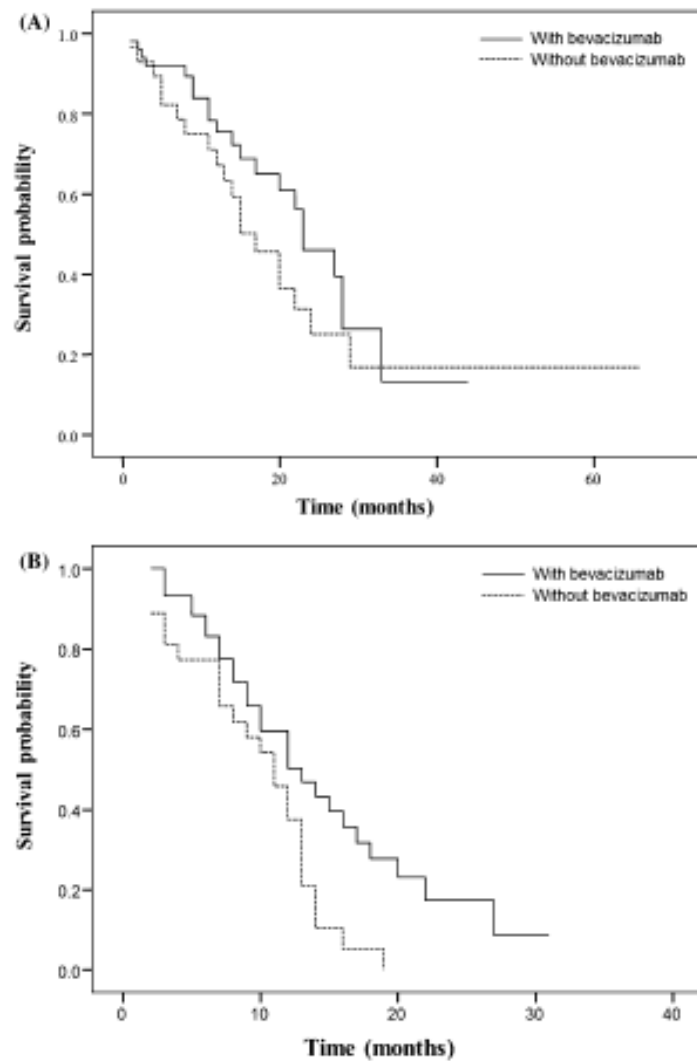 (A)
With bevacizumab
Without bevacizumab
1.0
0.8
0.6
0.4
0.2
0.0
Survival probability
0 20 40 60
Time (months)
(B)
With bevacizumab
Without bevacizumab
1.0
0.8
0.6
0.4
0.2
0.0
Survival probability
0 10 20 30 40
Time (months)